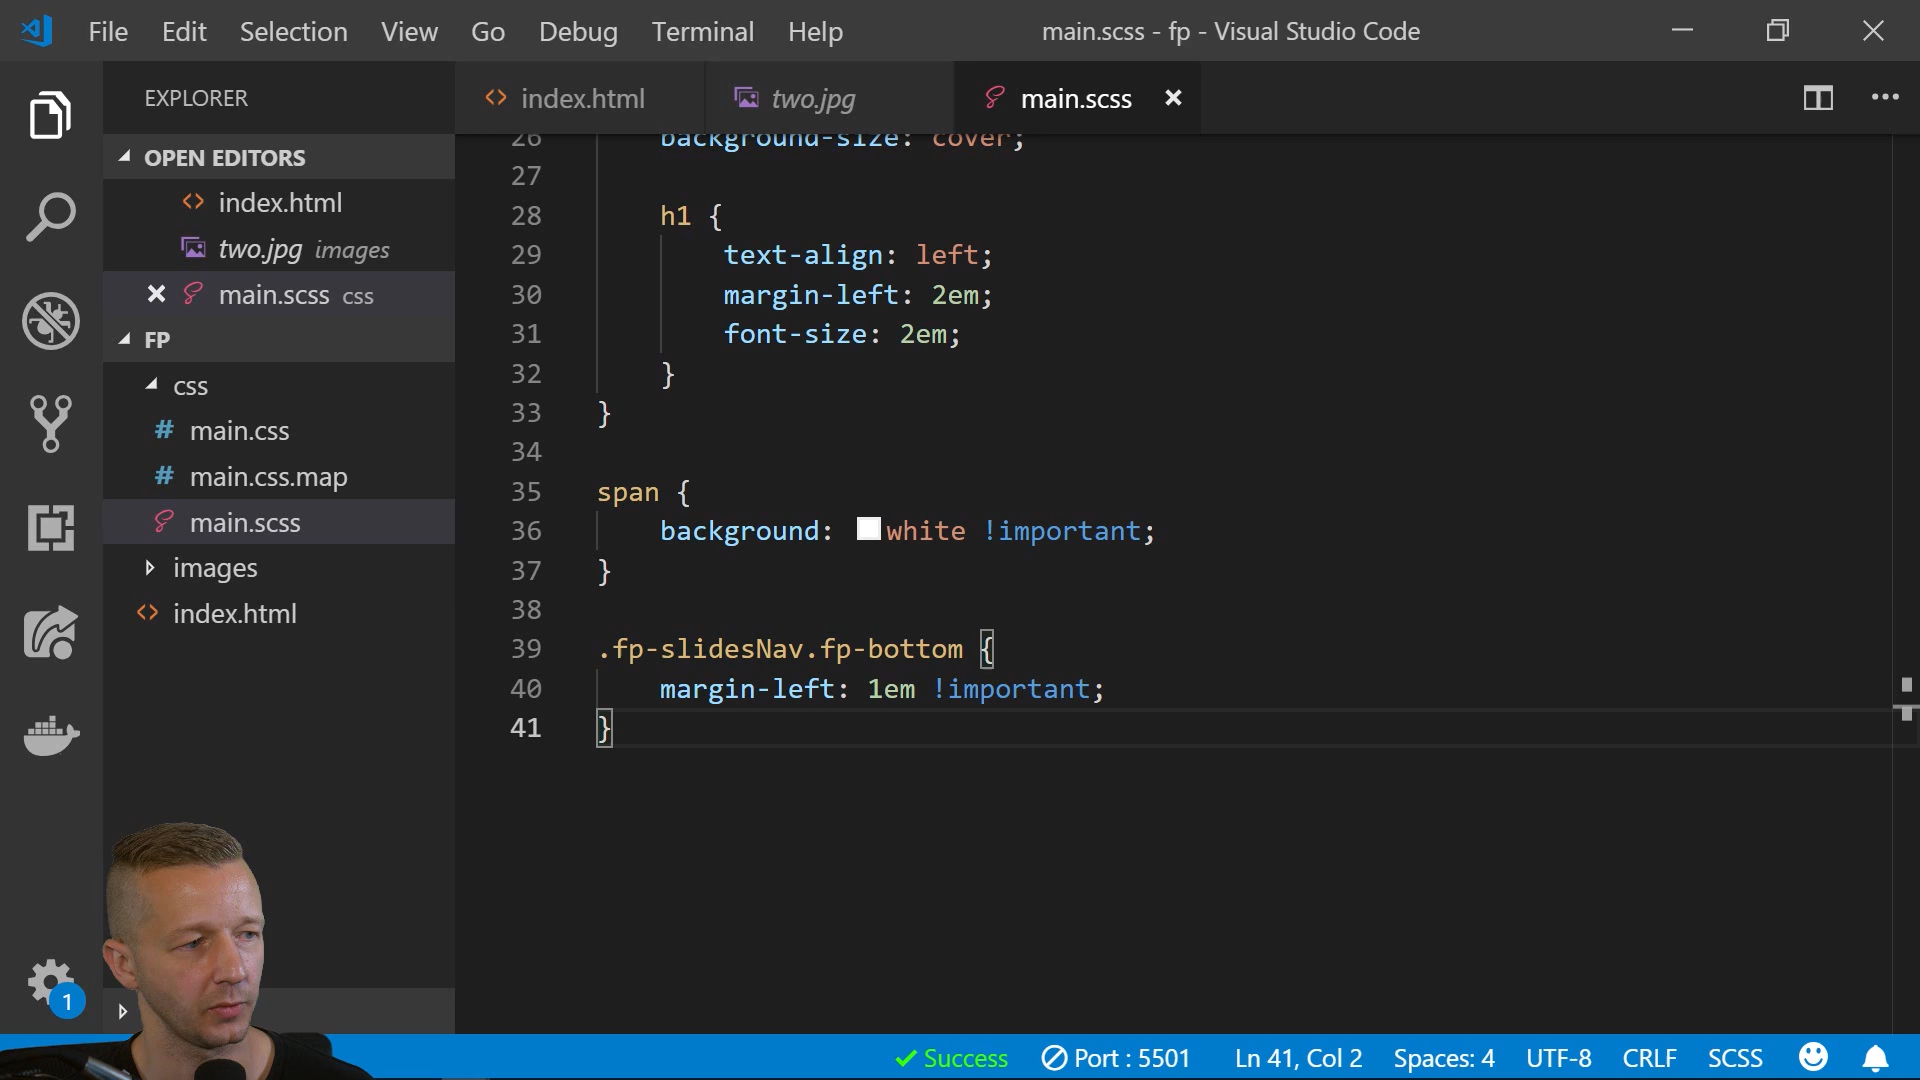 File Edit Selection View Go Debug Terminal Help main.scss - fp - Visual Studio Code
EXPLORER
index.html two.jpg main.scss
OPEN EDITORS
index.html
two.jpg images
main.scss css
FP
css
main.css
main.css.map
main.scss
images
index.html
26 background-size: cover;
27
28 h1 {
29 text-align: left;
30 margin-left: 2em;
31 font-size: 2em;
32 }
33 }
34
35 span {
36 background: white !important;
37 }
38
39 .fp-slidesNav.fp-bottom {
40 margin-left: 1em !important;
41 }
1
Success Port : 5501 Ln 41, Col 2 Spaces: 4 UTF-8 CRLF SCSS